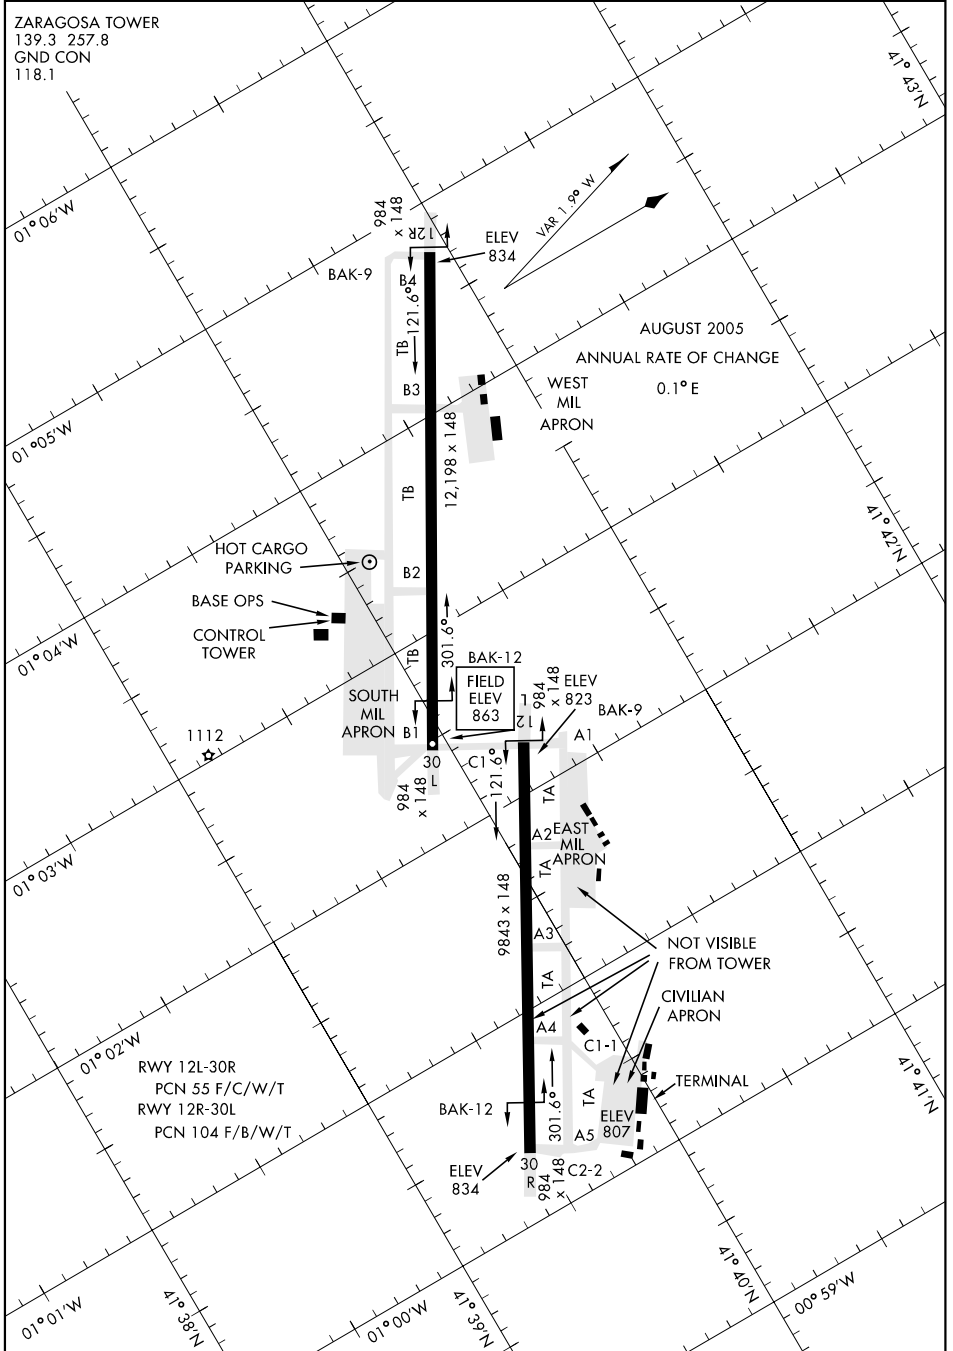 ZARAGOSA TOWER
139.3 257.8
GND CON
118.1
41° 43'N
01° 06'W
984
x 148
12R
ELEV
834
VAR 1.9° W
BAK-9
B4
121.6°
TB
B3
AUGUST 2005
ANNUAL RATE OF CHANGE
0.1° E
WEST
MIL
APRON
01° 05'W
12,198 x 148
TB
41° 42'N
HOT CARGO
PARKING
B2
BASE OPS
CONTROL
TOWER
01° 04'W
TB
301.6°
BAK-12
FIELD
ELEV
863
984
x 148
ELEV
823
BAK-9
SOUTH
MIL
APRON
B1
12
L
A1
1112
30
L
C1
121.6°
984
x 148
TA
A2
EAST
MIL
APRON
TA
01° 03'W
9843 x 148
A3
NOT VISIBLE
FROM TOWER
TA
CIVILIAN
APRON
A4
C1-1
01° 02'W
RWY 12L-30R
PCN 55 F/C/W/T
RWY 12R-30L
PCN 104 F/B/W/T
41° 41'N
TERMINAL
BAK-12
301.6°
TA
ELEV
807
A5
ELEV
834
30
R
984
x 148
C2-2
41° 40'N
00° 59'W
01° 01'W
41° 38'N
01° 00'W
41° 39'N